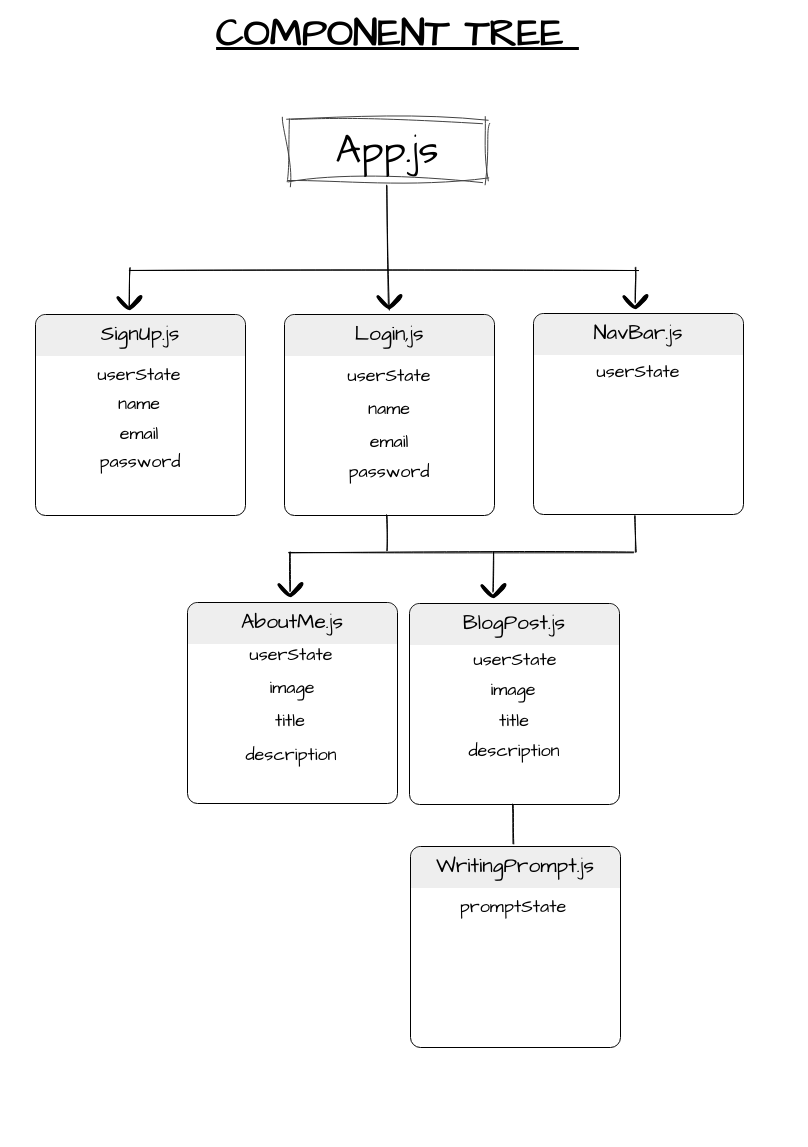 COMPONENT TREE
App.js
SignUp.js
userState
name
email
password
Login,js
userState
name
email
password
NavBar.js
userState
AboutMe.js
userState
image
title
description
BlogPost.js
userState
image
title
description
WritingPrompt.js
promptState